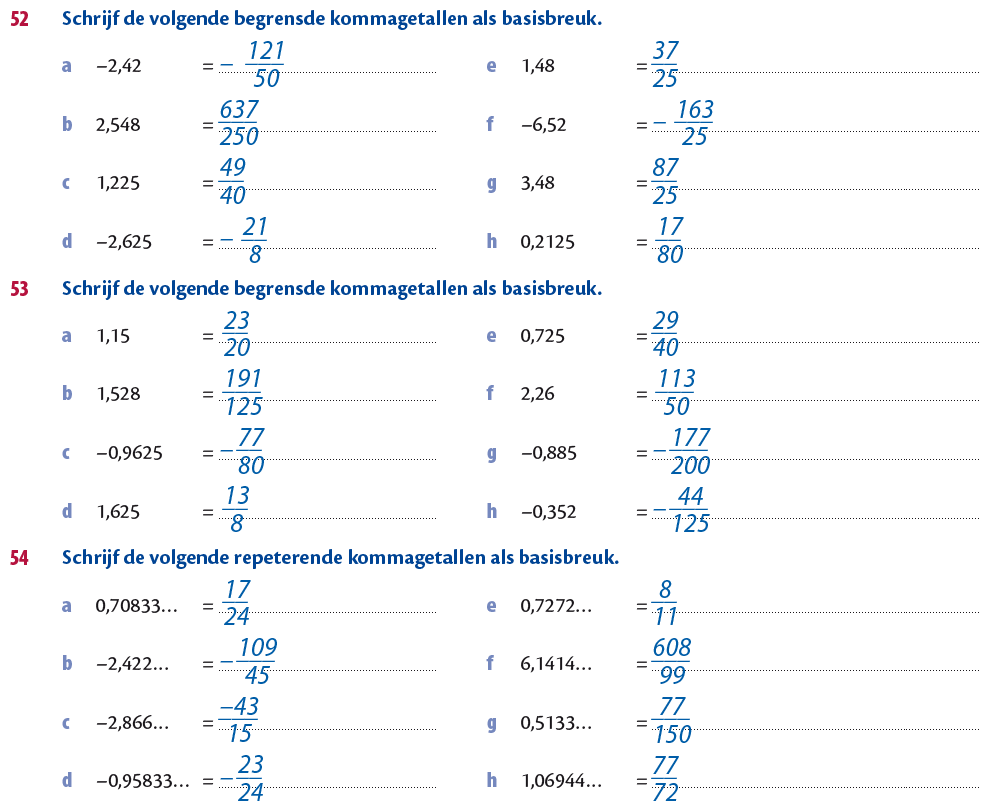 52 Schrijf de volgende begrensde kommagetallen als basisbreuk.
a −2,42 = − 121/50 e 1,48 = 37/25
b 2,548 = 637/250 f −6,52 = − 163/25
c 1,225 = 49/40 g 3,48 = 87/25
d −2,625 = − 21/8 h 0,2125 = 17/80
53 Schrijf de volgende begrensde kommagetallen als basisbreuk.
a 1,15 = 23/20 e 0,725 = 29/40
b 1,528 = 191/125 f 2,26 = 113/50
c −0,9625 = − 77/80 g −0,885 = − 177/200
d 1,625 = 13/8 h −0,352 = − 44/125
54 Schrijf de volgende repeterende kommagetallen als basisbreuk.
a 0,70833… = 17/24 e 0,7272… = 8/11
b −2,422… = − 109/45 f 6,1414… = 608/99
c −2,866… = −43/15 g 0,5133… = 77/150
d −0,95833… = − 23/24 h 1,06944… = 77/72